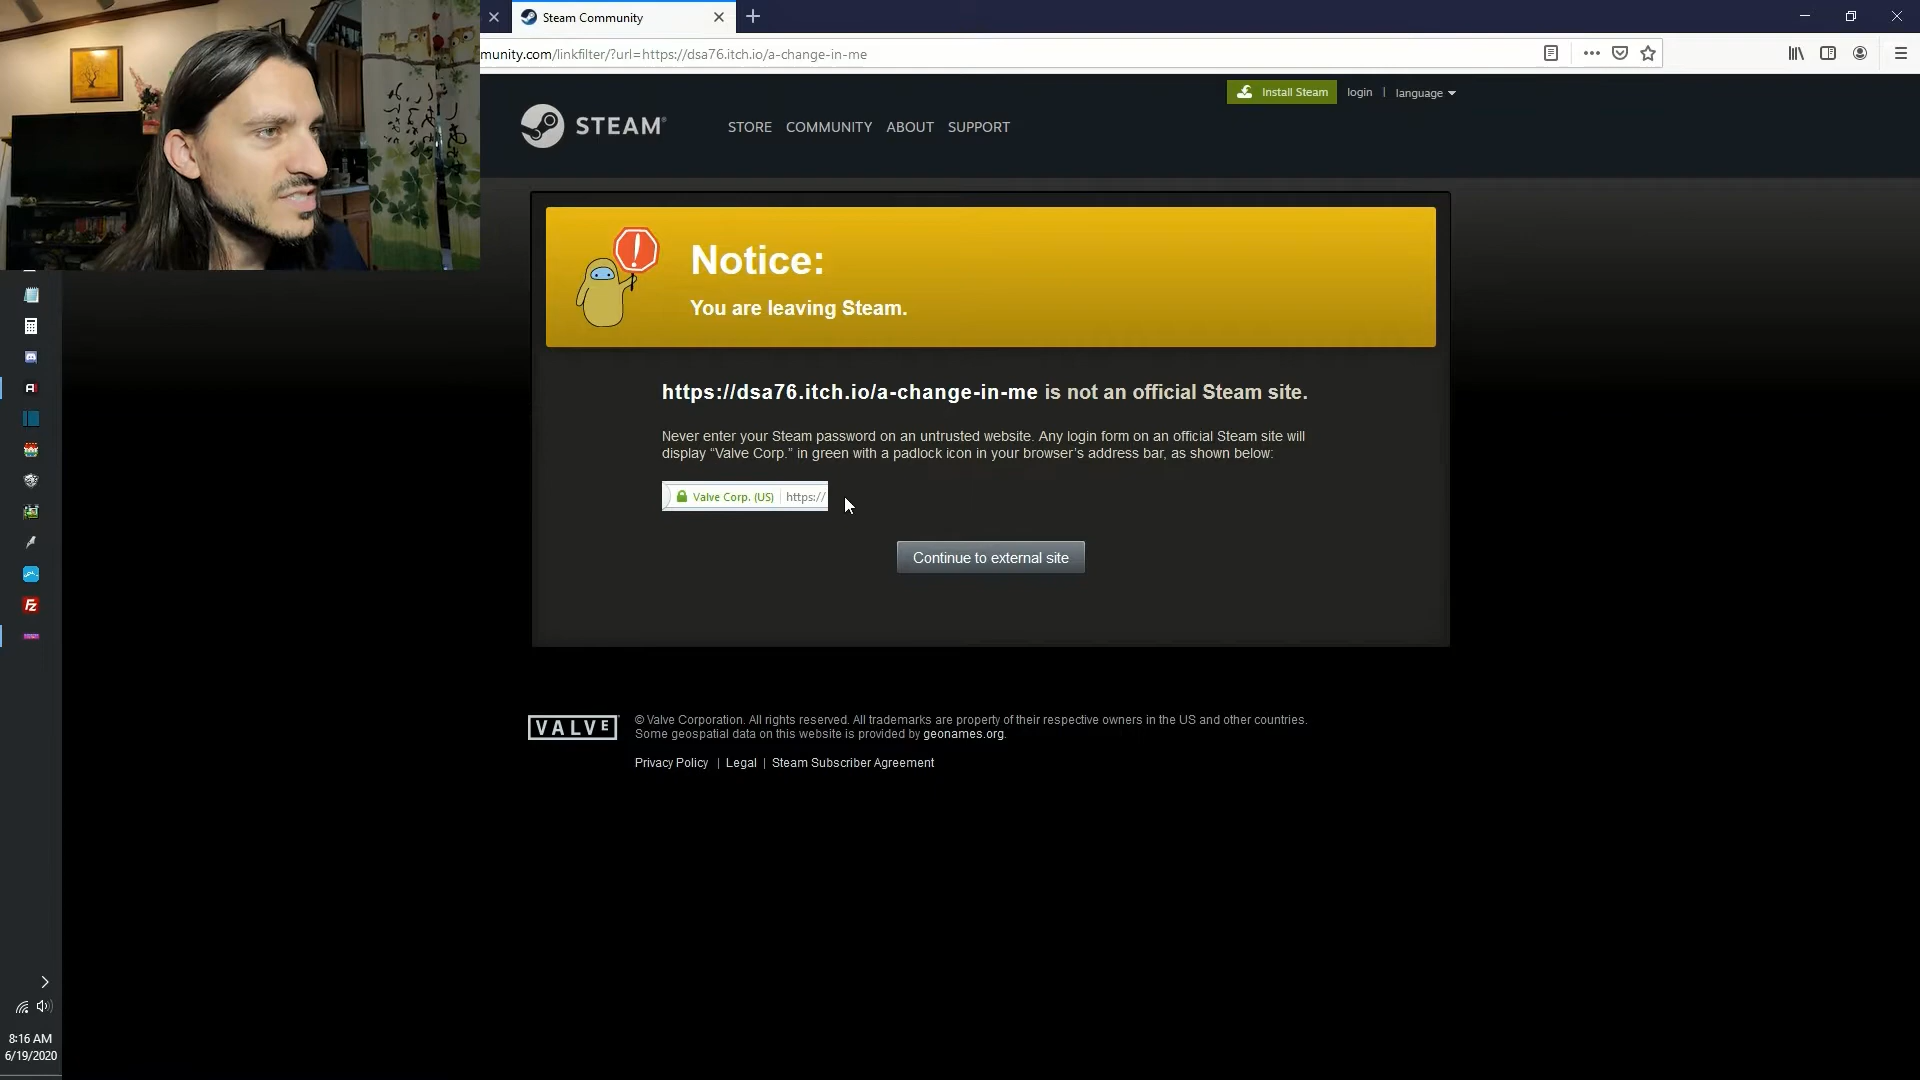 Steam Community
munity.com/linkfilter/?url=https://dsa76.itch.io/a-change-in-me
Install Steam
login
|
language
STEAM
STORE
COMMUNITY
ABOUT
SUPPORT
Notice:
You are leaving Steam.
https://dsa76.itch.io/a-change-in-me is not an official Steam site.
Never enter your Steam password on an untrusted website. Any login form on an official Steam site will
display “Valve Corp.” in green with a padlock icon in your browser’s address bar, as shown below:
Valve Corp. (US) | https://
Continue to external site
VALVE
© Valve Corporation. All rights reserved. All trademarks are property of their respective owners in the US and other countries.
Some geospatial data on this website is provided by geonames.org.
Privacy Policy | Legal | Steam Subscriber Agreement
8:16 AM
6/19/2020